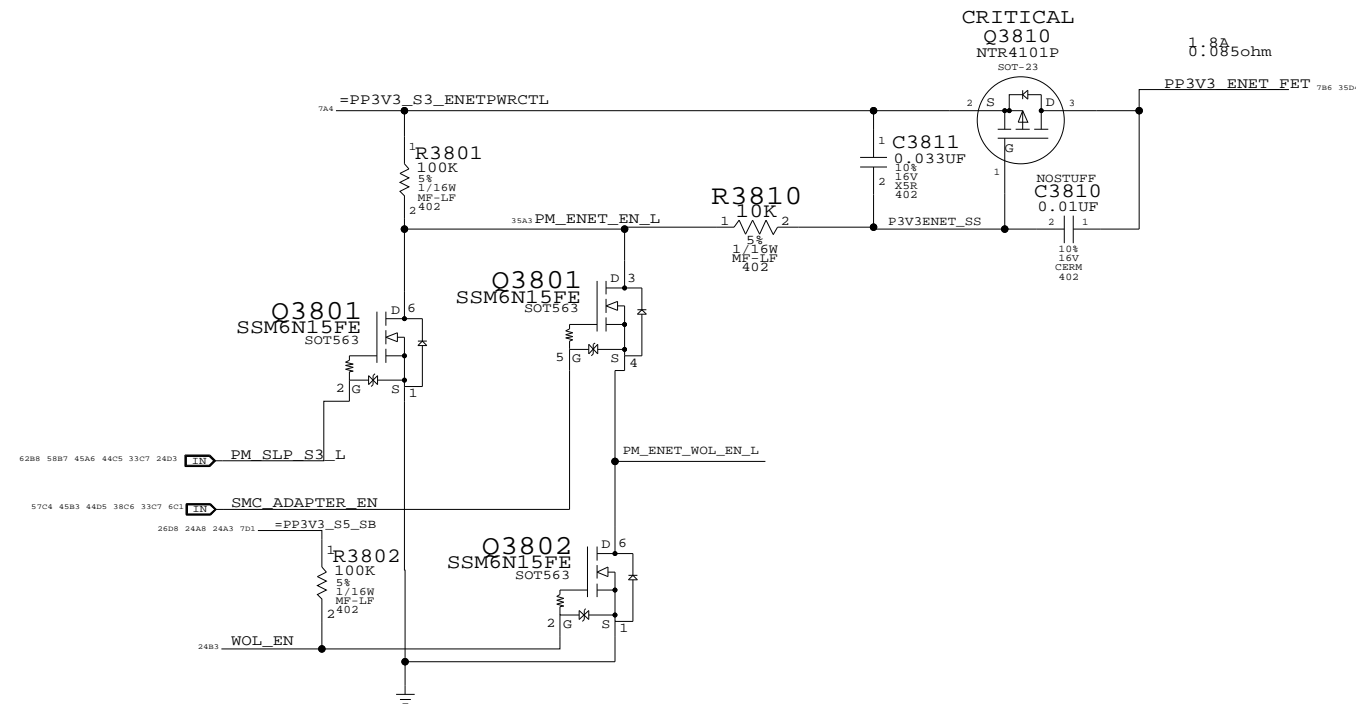 CRITICAL
Q3810
NTR4101P
SOT-23
1.8A
0.085ohm
PP3V3_ENET_FET
7B6 35D4
7A4
=PP3V3_S3_ENETPWRCTL
2
S
D
3
G
1
1
R3801
100K
5%
1/16W
MF-LF
402
2
1
C3811
0.033UF
10%
16V
X5R
402
2
NOSTUFF
C3810
0.01UF
2
1
10%
16V
CERM
402
35A3
PM_ENET_EN_L
R3810
10K
1
2
5%
1/16W
MF-LF
402
P3V3ENET_SS
Q3801
SSM6N15FE
SOT563
D
3
5
G
S
4
Q3801
SSM6N15FE
SOT563
D
6
2
G
S
1
62B8 58B7 45A6 44C5 33C7 24D3
IN
PM_SLP_S3_L
PM_ENET_WOL_EN_L
57C4 45B3 44D5 38C6 33C7 6C1
IN
SMC_ADAPTER_EN
26D8 24A8 24A3 7D1
=PP3V3_S5_SB
1
R3802
100K
5%
1/16W
MF-LF
402
2
Q3802
SSM6N15FE
SOT563
D
6
2
G
S
1
24B3
WOL_EN